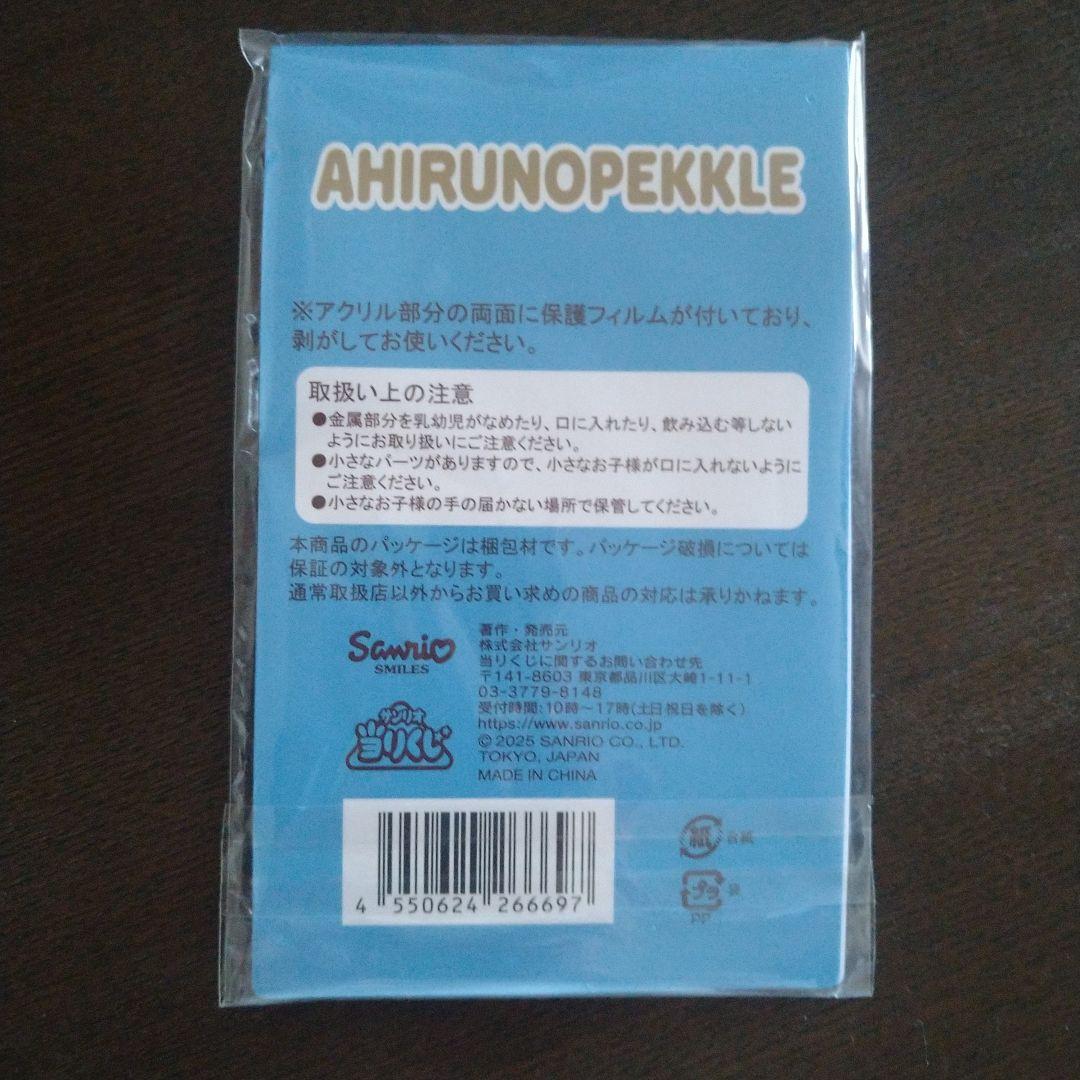 AHIRUNOPEKKLE
※アクリル部分の両面に保護フィルムが付いており、
剥がしてお使いください。
取扱い上の注意
●金属部分を乳幼児がなめたり、口に入れたり、飲み込む等しない
ようにお取り扱いにご注意ください。
●小さなパーツがありますので、小さなお子様が口に入れないように
ご注意ください。
●小さなお子様の手の届かない場所で保管してください。
本商品のパッケージは梱包材です。パッケージ破損については
保証の対象外となります。
通常取扱店以外からお買い求めの商品の対応は承りかねます。
Sanrio
SMILES
サンリオ
当りくじ
著作・発売元
株式会社サンリオ
当りくじに関するお問い合わせ先
〒141-8603 東京都品川区大崎1-11-1
03-3779-8148
受付時間:10時～17時(土日祝日を除く)
https://www.sanrio.co.jp
© 2025 SANRIO CO., LTD.
TOKYO, JAPAN
MADE IN CHINA
4 550624 266697
紙 台紙
プラ 袋
PP